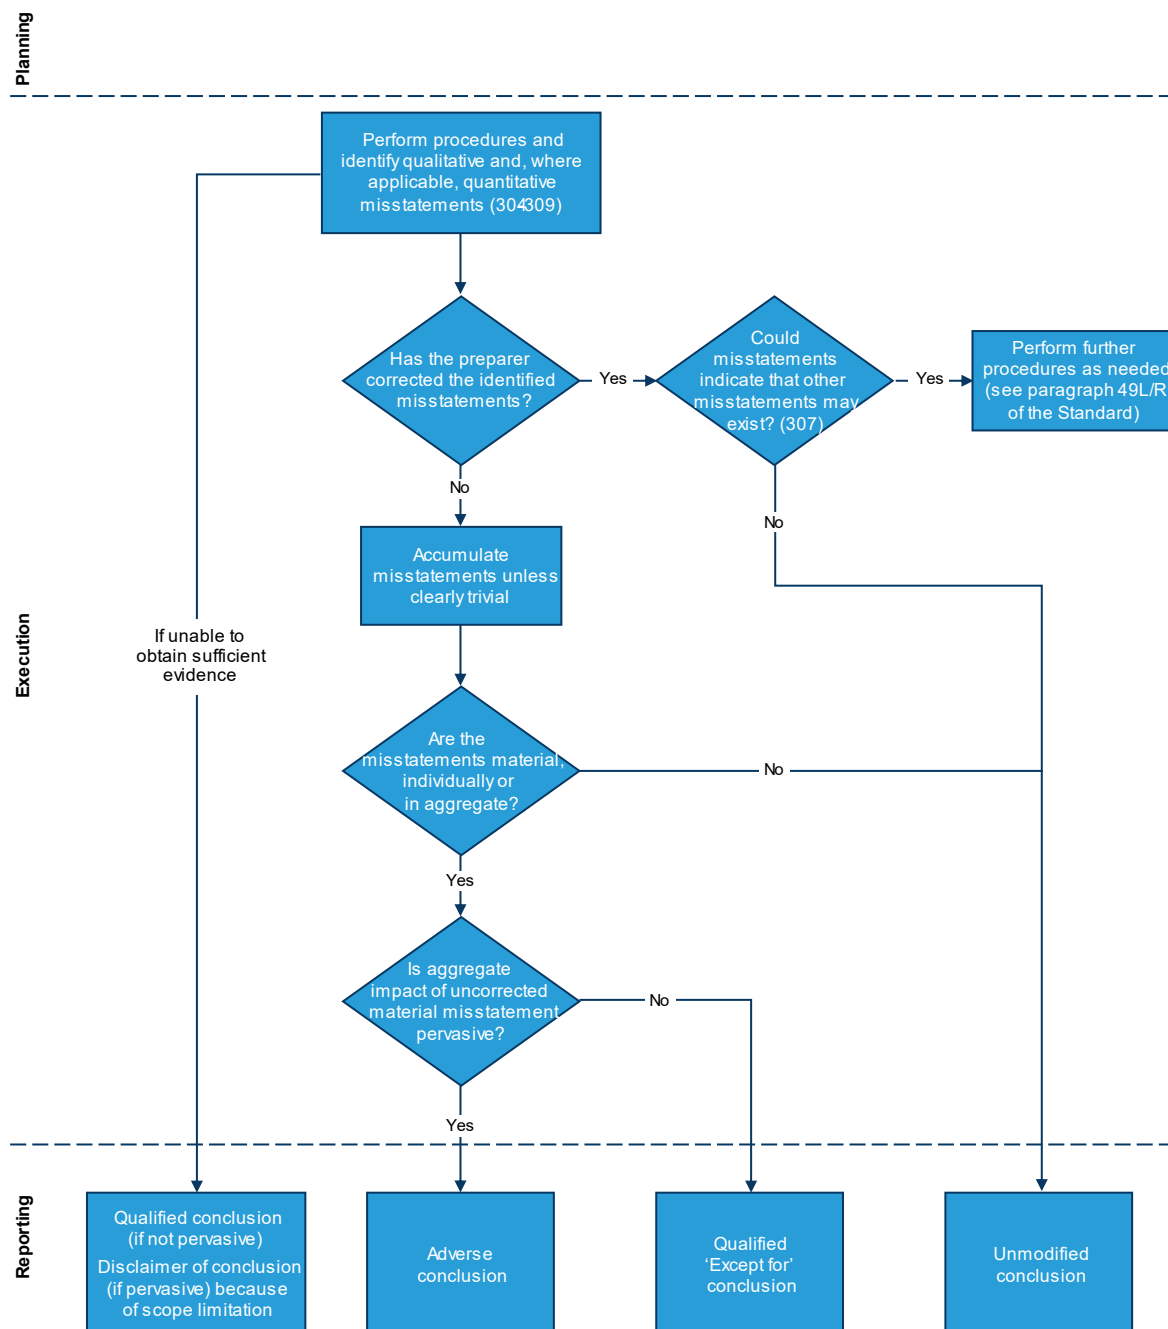 Planning
Perform procedures and
identify qualitative and, where
applicable, quantitative
misstatements (304-309)
Has the preparer
corrected the identified
misstatements?
Yes
Could
misstatements
indicate that other
misstatements may
exist? (307)
Yes
Perform further
procedures as needed
(see paragraph 49L/R
of the Standard)
No
No
Accumulate
misstatements unless
clearly trivial
Execution
If unable to
obtain sufficient
evidence
Are the
misstatements material,
individually or
in aggregate?
No
Yes
Is aggregate
impact of uncorrected
material misstatement
pervasive?
No
Yes
Reporting
Qualified conclusion
(if not pervasive)
Disclaimer of conclusion
(if pervasive) because
of scope limitation
Adverse
conclusion
Qualified
‘Except for’
conclusion
Unmodified
conclusion